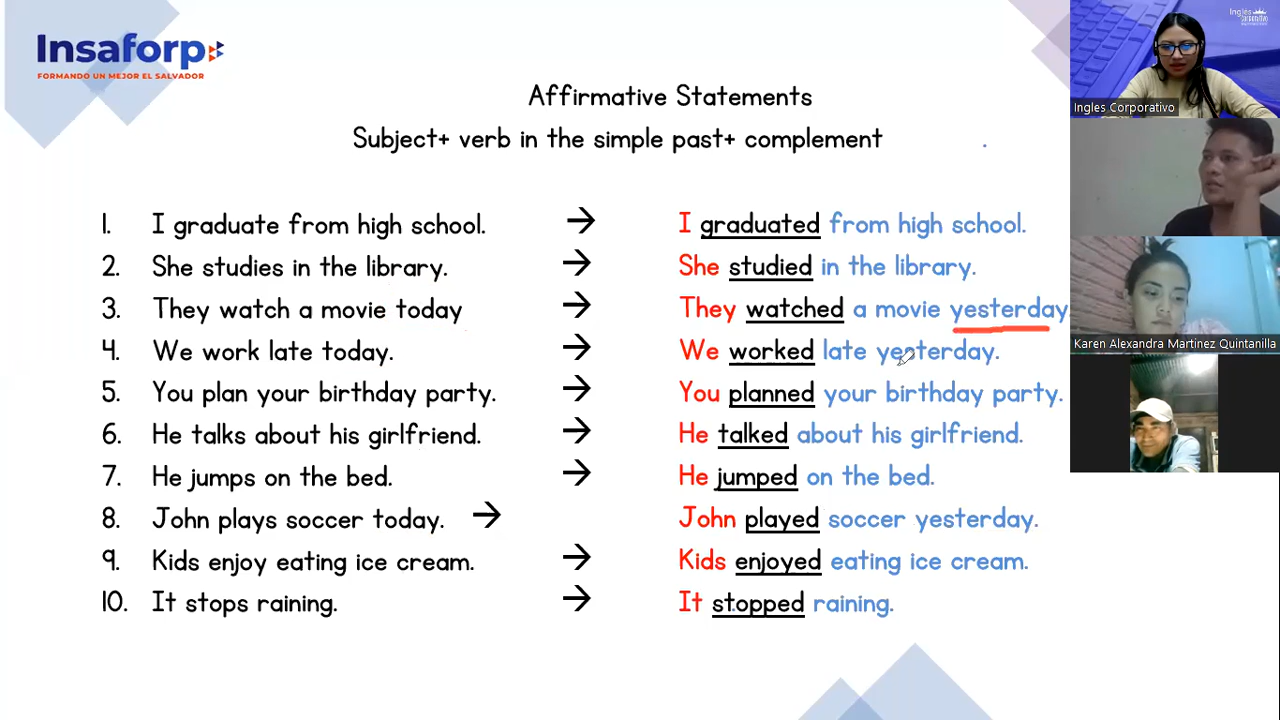 Insaforp
FORMANDO UN MEJOR EL SALVADOR
Affirmative Statements
Subject+ verb in the simple past+ complement
1. I graduate from high school. → I graduated from high school.
2. She studies in the library. → She studied in the library.
3. They watch a movie today → They watched a movie yesterday
4. We work late today. → We worked late yesterday.
5. You plan your birthday party. → You planned your birthday party.
6. He talks about his girlfriend. → He talked about his girlfriend.
7. He jumps on the bed. → He jumped on the bed.
8. John plays soccer today. → John played soccer yesterday.
9. Kids enjoy eating ice cream. → Kids enjoyed eating ice cream.
10. It stops raining. → It stopped raining.
Inglés
Corporativo
Ingles Corporativo
Karen Alexandra Martinez Quintanilla